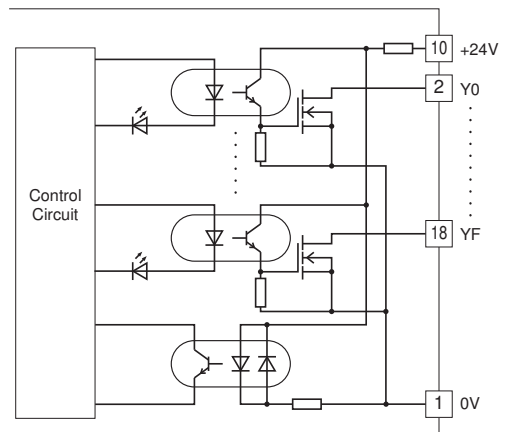 10 +24V
2 Y0
Control
Circuit
18 YF
1 0V